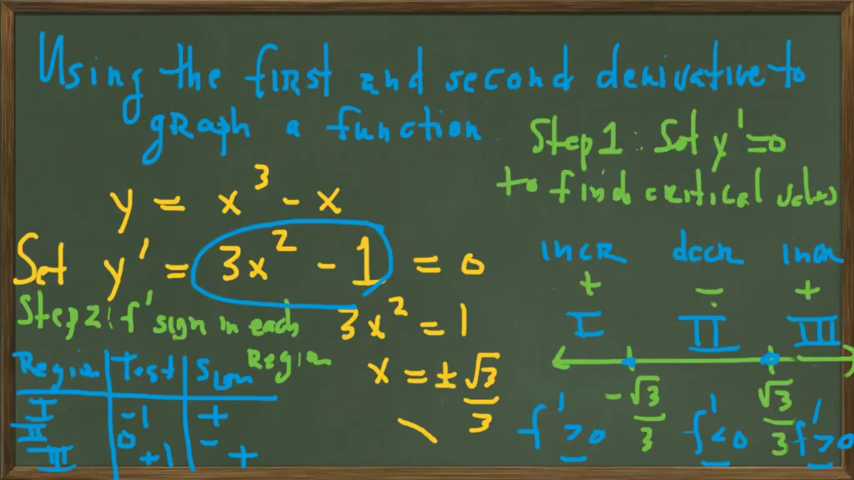 Using the first and second derivative to
graph a function
Step 1: Set y' = 0
to find critical values
y = x³ - x
Set y' = 3x² - 1 = 0
3x² = 1
x = ± √3/3
Step 2: f' sign in each
Region
Region Test Sign
I -1 +
II 0 -
III +1 +
incr decr incr
+ - +
I II III
-√3/3 √3/3
f' > 0 f' < 0 f' > 0